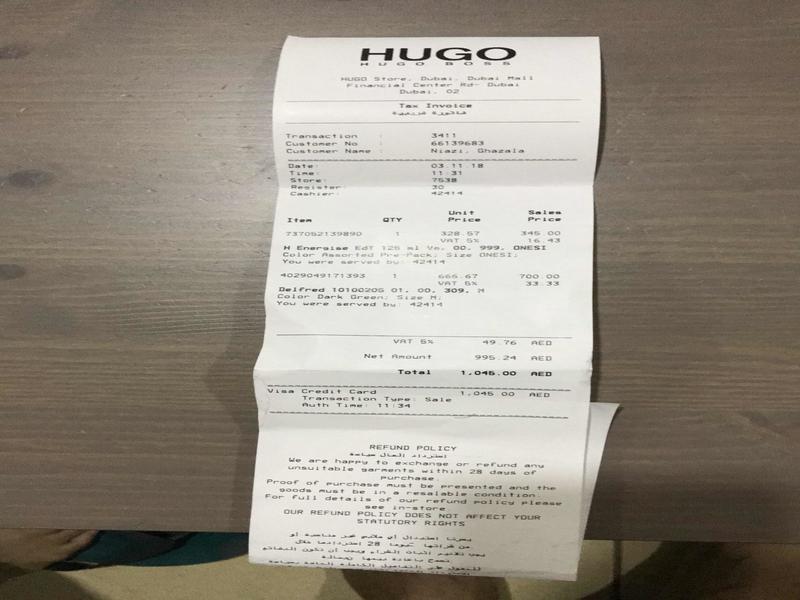 HUGO
HUGO BOSS
HUGO Store, Dubai, Dubai Mall
Financial Center Rd- Dubai
Dubai, 02
Tax Invoice
فاتورة ضريبية
Transaction : 3411
Customer No : 66139683
Customer Name : Niazi, Ghazala
Date: 03.11.18
Time: 11:31
Store: 7538
Register: 30
Cashier: 42414
Item QTY Unit Price Sales Price
737052139890 1 328.57 345.00
VAT 5% 16.43
H Energise EdT 125 ml Va, 00, 999, ONESI
Color Assorted Pre-Pack; Size ONESI;
You were served by: 42414
4029049171393 1 666.67 700.00
VAT 5% 33.33
Delfred 10100205 01, 00, 309, M
Color Dark Green; Size M;
You were served by: 42414
VAT 5% 49.76 AED
Net Amount 995.24 AED
Total 1,045.00 AED
Visa Credit Card 1,045.00 AED
Transaction Type: Sale
Auth Time: 11:34
REFUND POLICY
We are happy to exchange or refund any
unsuitable garments within 28 days of
purchase.
Proof of purchase must be presented and the
goods must be in a resalable condition.
For full details of our refund policy please
see in-store
OUR REFUND POLICY DOES NOT AFFECT YOUR
STATUTORY RIGHTS